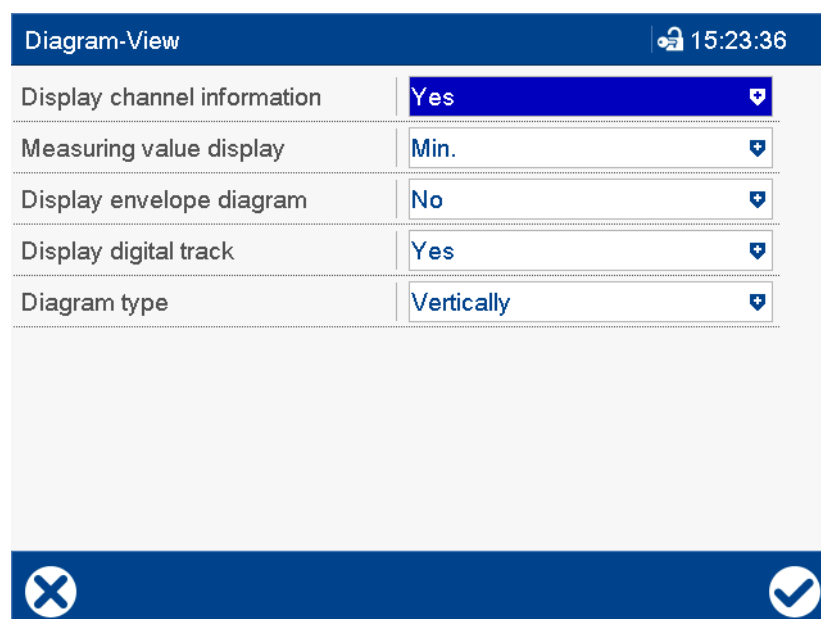 Diagram-View 15:23:36
Display channel information Yes
Measuring value display Min.
Display envelope diagram No
Display digital track Yes
Diagram type Vertically